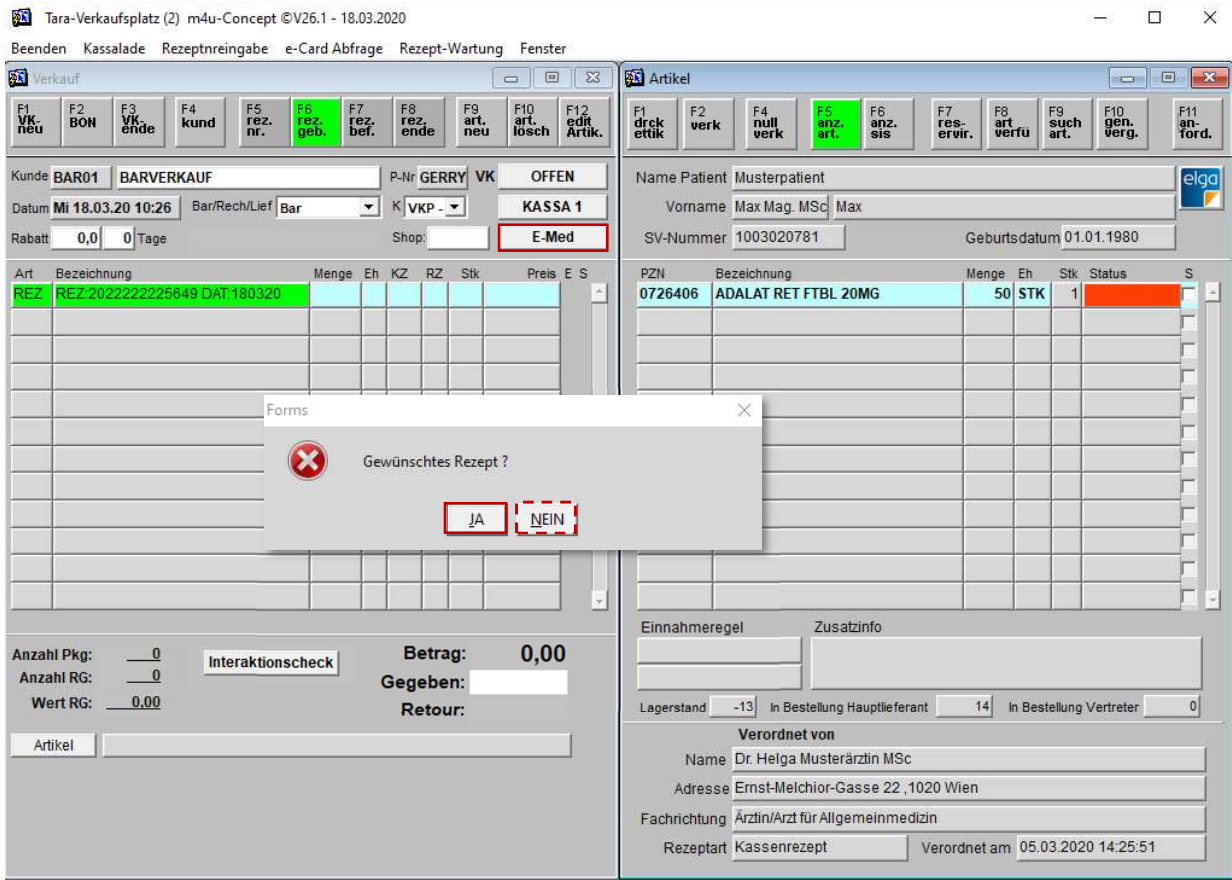 Tara-Verkaufsplatz (2) m4u-Concept ©V26.1 - 18.03.2020
Beenden Kassalade Rezeptnreingabe e-Card Abfrage Rezept-Wartung Fenster
Verkauf
F1 VK- neu F2 BON F3 VK- ende F4 kund F5 rez. nr. F6 rez. geb. F7 rez. bef. F8 rez. ende F9 art. neu F10 art. lösch F12 edit Artik.
Kunde BAR01 BARVERKAUF P-Nr GERRY VK OFFEN
Datum Mi 18.03.20 10:26 Bar/Rech/Lief Bar K VKP - KASSA 1
Rabatt 0,0 0 Tage Shop: E-Med
Art Bezeichnung Menge Eh KZ RZ Stk Preis E S
REZ REZ:2022222225649 DAT:180320
Anzahl Pkg: 0 Interaktionscheck Betrag: 0,00
Anzahl RG: 0 Gegeben:
Wert RG: 0,00 Retour:
Artikel
Artikel
F1 drck ettik F2 verk F4 null verk F5 anz. art. F6 anz. sis F7 res- ervir. F8 art verfü F9 such art. F10 gen. verg. F11 an- ford.
Name Patient Musterpatient elga
Vorname Max Mag. MSc Max
SV-Nummer 1003020781 Geburtsdatum 01.01.1980
PZN Bezeichnung Menge Eh Stk Status S
0726406 ADALAT RET FTBL 20MG 50 STK 1
Einnahmeregel Zusatzinfo
Lagerstand -13 In Bestellung Hauptlieferant 14 In Bestellung Vertreter 0
Verordnet von
Name Dr. Helga Musterärztin MSc
Adresse Ernst-Melchior-Gasse 22 ,1020 Wien
Fachrichtung Ärztin/Arzt für Allgemeinmedizin
Rezeptart Kassenrezept Verordnet am 05.03.2020 14:25:51
Forms
Gewünschtes Rezept ?
JA NEIN